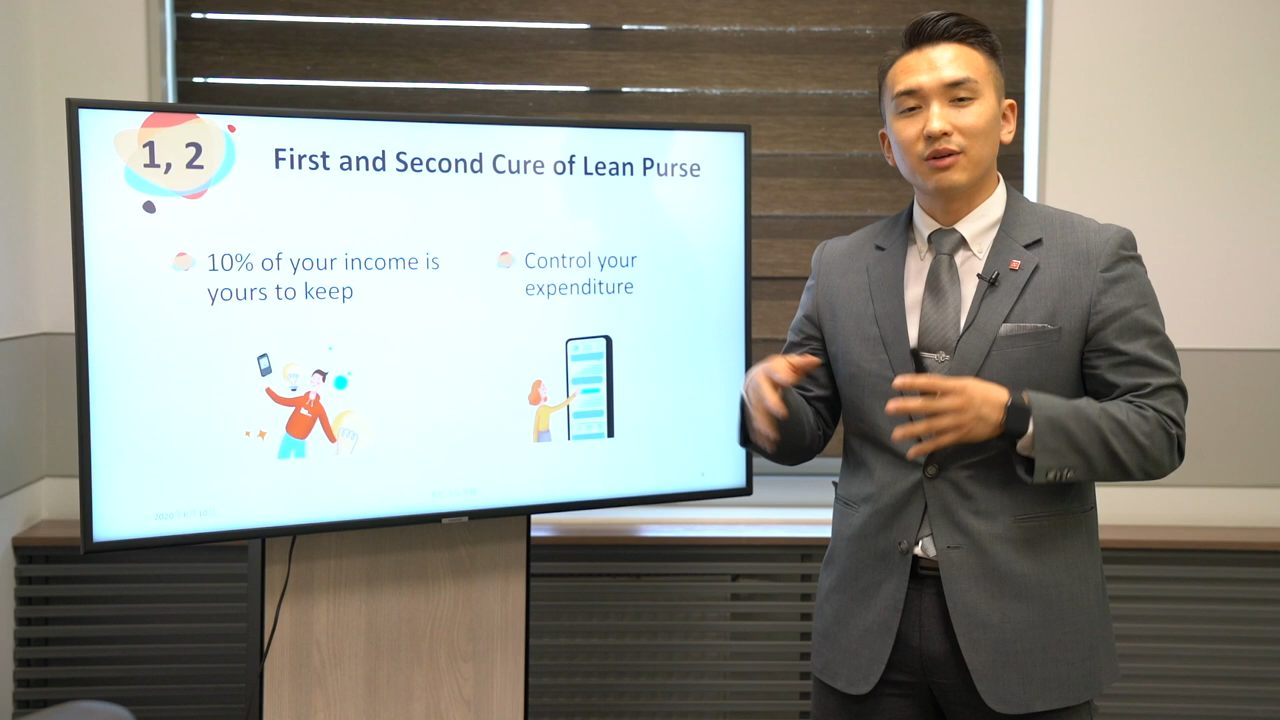 1, 2
First and Second Cure of Lean Purse
10% of your income is
yours to keep
Control your
expenditure